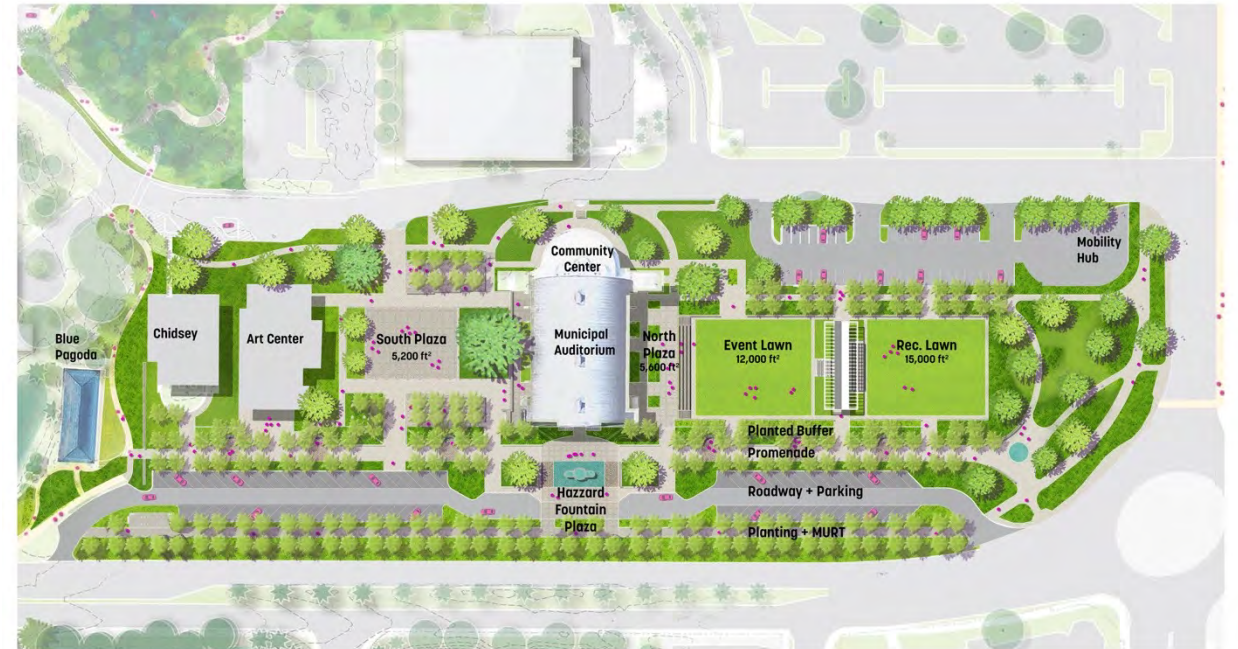 Community
Center
Mobility
Hub
Blue
Pagoda
Chidsey
Art Center
South Plaza
5,200 ft²
Municipal
Auditorium
North
Plaza
5,600 ft²
Event Lawn
12,000 ft²
Rec. Lawn
15,000 ft²
Planted Buffer
Promenade
Hazzard
Fountain
Plaza
Roadway + Parking
Planting + MURT